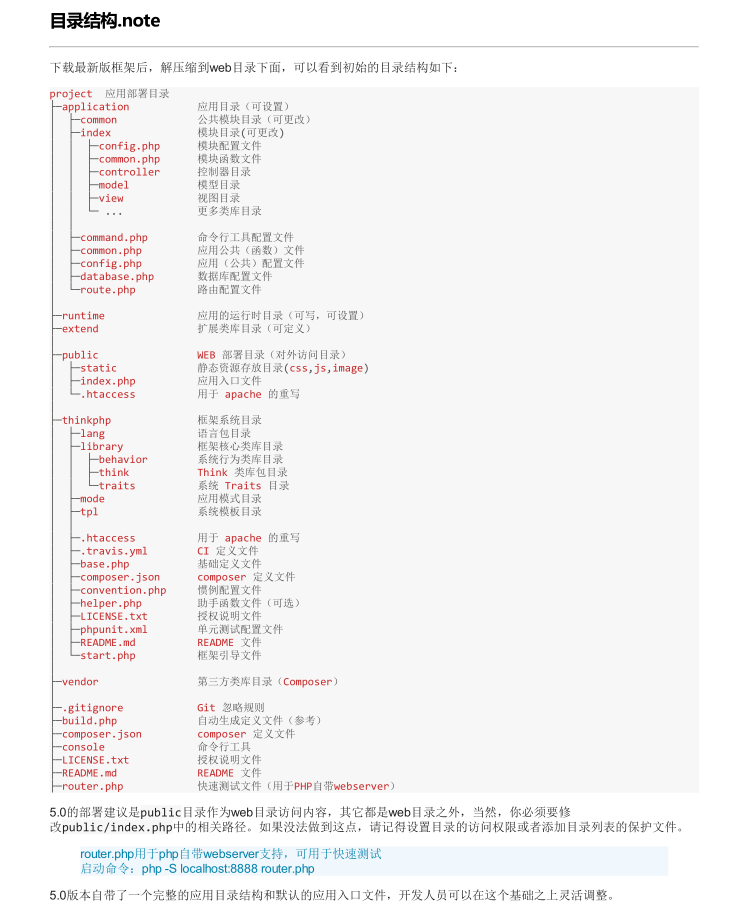 目录结构.note
下载最新版框架后，解压缩到web目录下面，可以看到初始的目录结构如下：
project  应用部署目录
├─application           应用目录（可设置）
│  ├─common             公共模块目录（可更改）
│  ├─index              模块目录(可更改)
│  │  ├─config.php      模块配置文件
│  │  ├─common.php      模块函数文件
│  │  ├─controller      控制器目录
│  │  ├─model           模型目录
│  │  ├─view            视图目录
│  │  └─ ...            更多类库目录
│  ├─command.php        命令行工具配置文件
│  ├─common.php         应用公共（函数）文件
│  ├─config.php         应用（公共）配置文件
│  ├─database.php       数据库配置文件
│  └─route.php          路由配置文件
├─runtime               应用的运行时目录（可写，可设置）
├─extend                扩展类库目录（可定义）
├─public                WEB 部署目录（对外访问目录）
│  ├─static             静态资源存放目录(css,js,image)
│  ├─index.php          应用入口文件
│  └─.htaccess          用于 apache 的重写
├─thinkphp              框架系统目录
│  ├─lang               语言包目录
│  ├─library            框架核心类库目录
│  │  ├─behavior        系统行为类库目录
│  │  ├─think           Think 类库包目录
│  │  └─traits          系统 Traits 目录
│  ├─mode               应用模式目录
│  ├─tpl                系统模板目录
│  ├─.htaccess          用于 apache 的重写
│  ├─.travis.yml        CI 定义文件
│  ├─base.php           基础定义文件
│  ├─composer.json      composer 定义文件
│  ├─convention.php     惯例配置文件
│  ├─helper.php         助手函数文件（可选）
│  ├─LICENSE.txt        授权说明文件
│  ├─phpunit.xml        单元测试配置文件
│  ├─README.md          README 文件
│  └─start.php          框架引导文件
├─vendor                第三方类库目录（Composer）
├─.gitignore            Git 忽略规则
├─build.php             自动生成定义文件（参考）
├─composer.json         composer 定义文件
├─console               命令行工具
├─LICENSE.txt           授权说明文件
├─README.md             README 文件
├─router.php            快速测试文件（用于PHP自带webserver）
5.0的部署建议是public目录作为web目录访问内容，其它都是web目录之外，当然，你必须要修
改public/index.php中的相关路径。如果没法做到这点，请记得设置目录的访问权限或者添加目录列表的保护文件。
router.php用于php自带webserver支持，可用于快速测试
启动命令：php -S localhost:8888 router.php
5.0版本自带了一个完整的应用目录结构和默认的应用入口文件，开发人员可以在这个基础之上灵活调整。